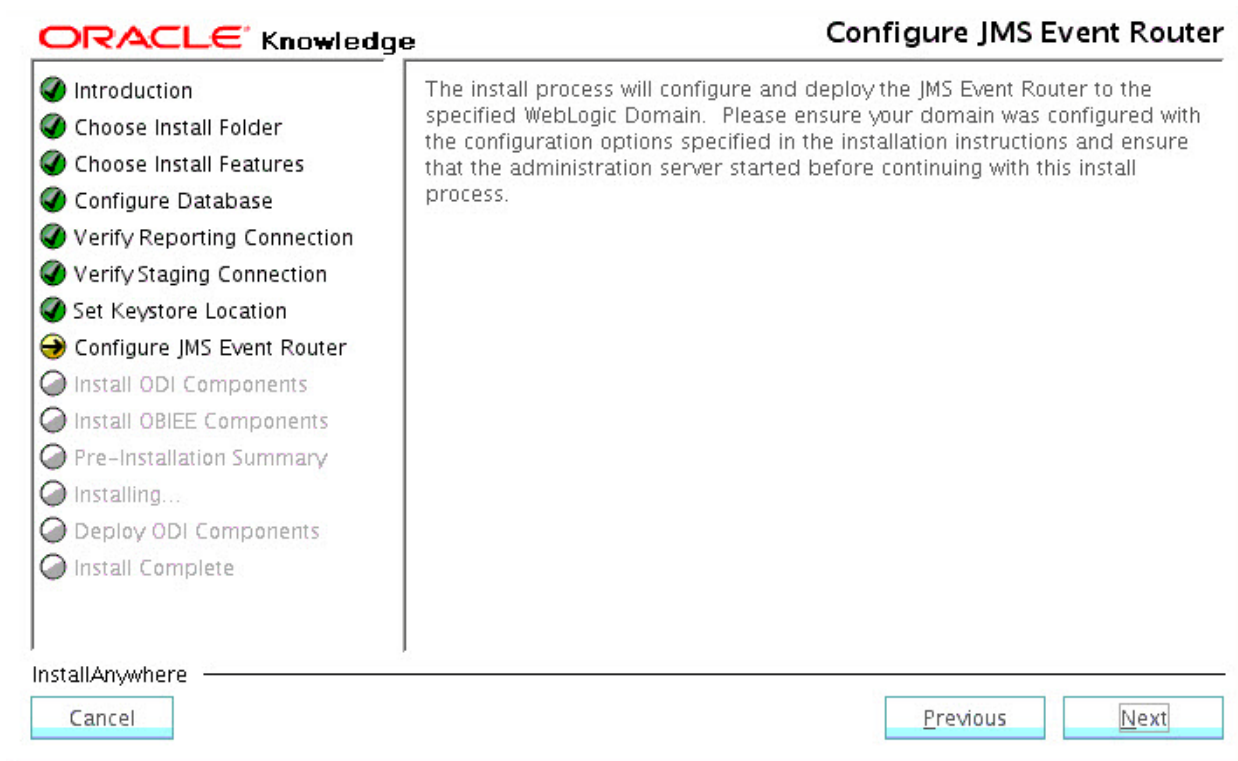 ORACLE Knowledge
Configure JMS Event Router
Introduction
Choose Install Folder
Choose Install Features
Configure Database
Verify Reporting Connection
Verify Staging Connection
Set Keystore Location
Configure JMS Event Router
Install ODI Components
Install OBIEE Components
Pre-Installation Summary
Installing...
Deploy ODI Components
Install Complete
The install process will configure and deploy the JMS Event Router to the
specified WebLogic Domain.  Please ensure your domain was configured with
the configuration options specified in the installation instructions and ensure
that the administration server started before continuing with this install
process.
InstallAnywhere
Cancel
Previous
Next